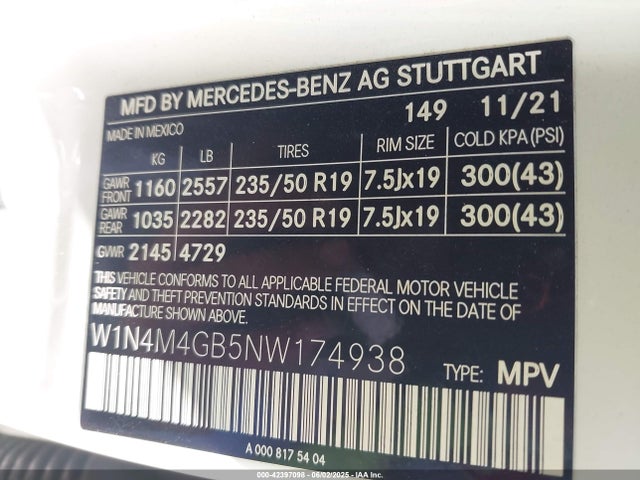 MFD BY MERCEDES-BENZ AG STUTTGART
149 11/21
MADE IN MEXICO
KG LB TIRES RIM SIZE COLD KPA(PSI)
GAWR FRONT 1160 2557 235/50 R19 7.5Jx19 300(43)
GAWR REAR 1035 2282 235/50 R19 7.5Jx19 300(43)
GVWR 2145 4729
THIS VEHICLE CONFORMS TO ALL APPLICABLE FEDERAL MOTOR VEHICLE
SAFETY AND THEFT PREVENTION STANDARDS IN EFFECT ON THE DATE OF
MANUFACTURE SHOWN ABOVE.
W1N4M4GB5NW174938
TYPE: MPV
A 000 817 54 04
000-42397098 - 06/02/2025 - IAAI.COM